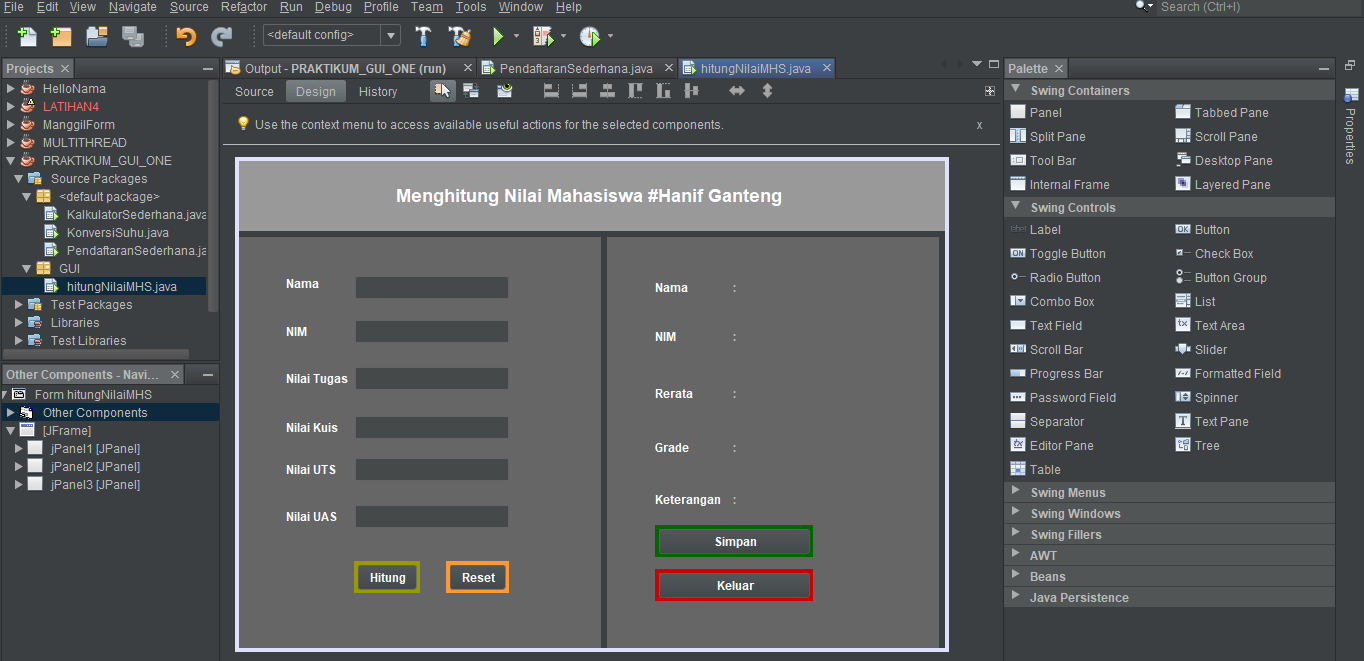 File Edit View Navigate Source Refactor Run Debug Profile Team Tools Window Help Search (Ctrl+I)
<default config>
Projects
HelloNama
LATIHAN4
ManggilForm
MULTITHREAD
PRAKTIKUM_GUI_ONE
Source Packages
<default package>
KalkulatorSederhana.java
KonversiSuhu.java
PendaftaranSederhana.ja
GUI
hitungNilaiMHS.java
Test Packages
Libraries
Test Libraries
Other Components - Navi...
Form hitungNilaiMHS
Other Components
[JFrame]
jPanel1 [JPanel]
jPanel2 [JPanel]
jPanel3 [JPanel]
Output - PRAKTIKUM_GUI_ONE (run) PendaftaranSederhana.java hitungNilaiMHS.java
Source Design History
Use the context menu to access available useful actions for the selected components. x
Menghitung Nilai Mahasiswa #Hanif Ganteng
Nama
NIM
Nilai Tugas
Nilai Kuis
Nilai UTS
Nilai UAS
Hitung Reset
Nama :
NIM :
Rerata :
Grade :
Keterangan :
Simpan
Keluar
Palette
Swing Containers
Panel Tabbed Pane
Split Pane Scroll Pane
Tool Bar Desktop Pane
Internal Frame Layered Pane
Swing Controls
Label OK Button
ON Toggle Button Check Box
Radio Button Button Group
Combo Box List
Text Field Text Area
Scroll Bar Slider
Progress Bar Formatted Field
Password Field Spinner
Separator Text Pane
Editor Pane Tree
Table
Swing Menus
Swing Windows
Swing Fillers
AWT
Beans
Java Persistence
Properties